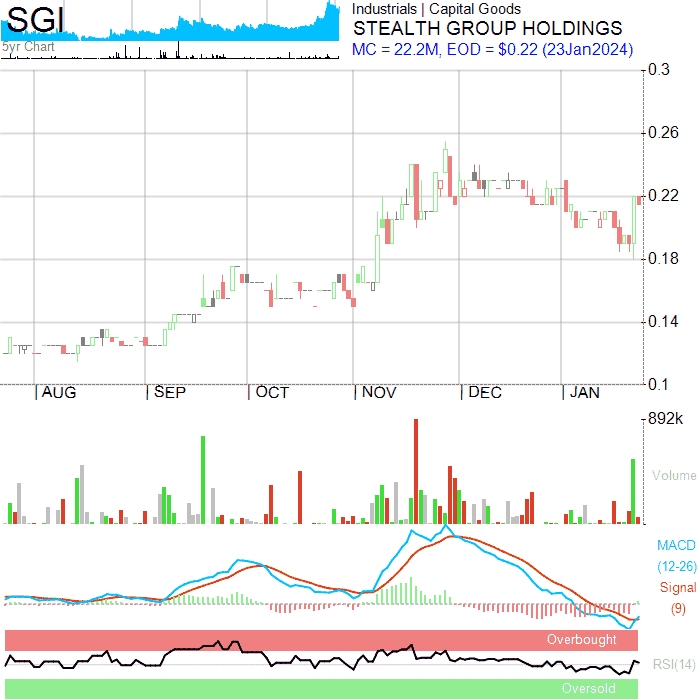 SGI
5yr Chart
Industrials | Capital Goods
STEALTH GROUP HOLDINGS
MC = 22.2M, EOD = $0.22 (23Jan2024)
0.3
0.26
0.22
0.18
0.14
0.1
AUG SEP OCT NOV DEC JAN
892k
Volume
MACD
(12-26)
Signal
(9)
Overbought
RSI(14)
Oversold